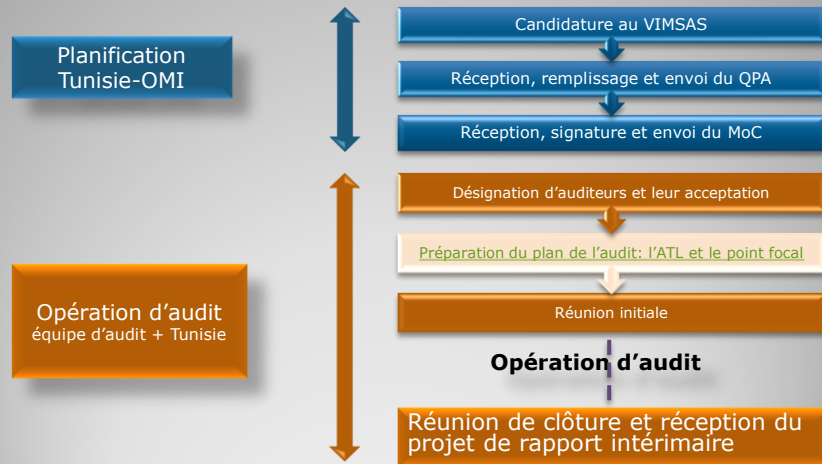 Planification
Tunisie-OMI
Candidature au VIMSAS
Réception, remplissage et envoi du QPA
Réception, signature et envoi du MoC
Opération d'audit
équipe d'audit + Tunisie
Désignation d'auditeurs et leur acceptation
Préparation du plan de l'audit: l'ATL et le point focal
Réunion initiale
Opération d'audit
Réunion de clôture et réception du
projet de rapport intérimaire